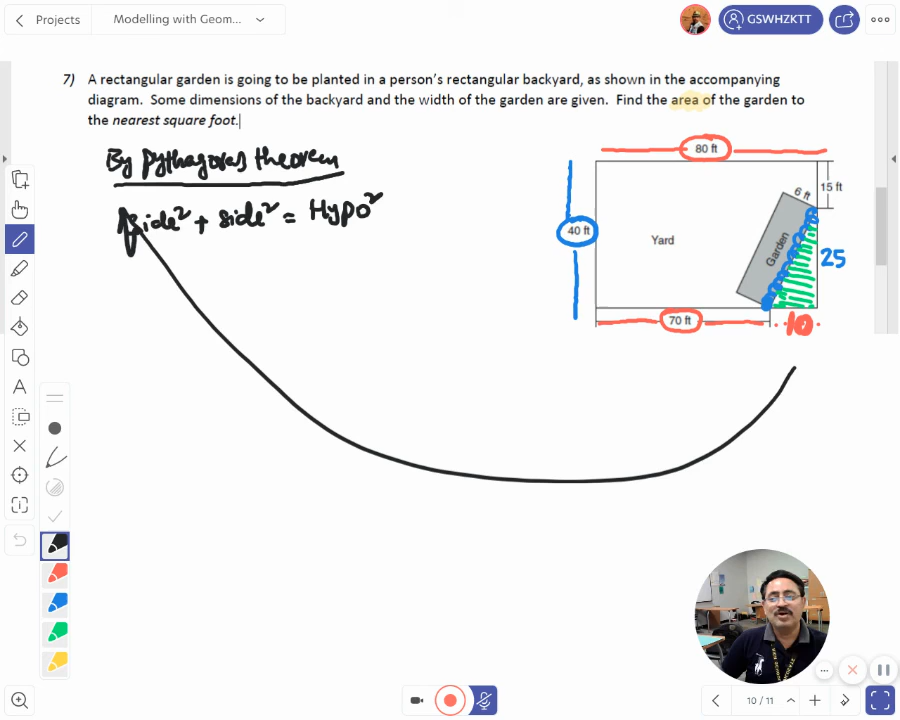 Projects
Modelling with Geom...
GSWHZKTT
7) A rectangular garden is going to be planted in a person's rectangular backyard, as shown in the accompanying
diagram. Some dimensions of the backyard and the width of the garden are given. Find the area of the garden to
the nearest square foot.
By Pythagoras theorem
side² + side² = Hypo²
80 ft
15 ft
6 ft
40 ft
Yard
Garden
25
70 ft
10
A
10 / 11